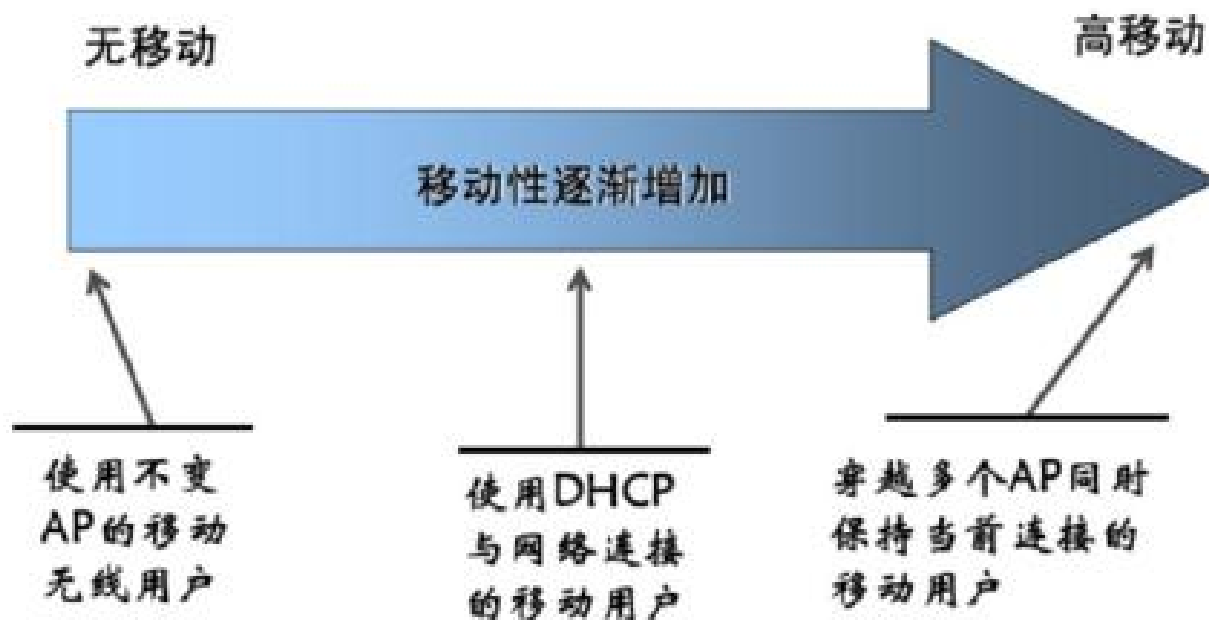 无移动
高移动
移动性逐渐增加
使用不变
AP的移动
无线用户
使用DHCP
与网络连接
的移动用户
穿越多个AP同时
保持当前连接的
移动用户